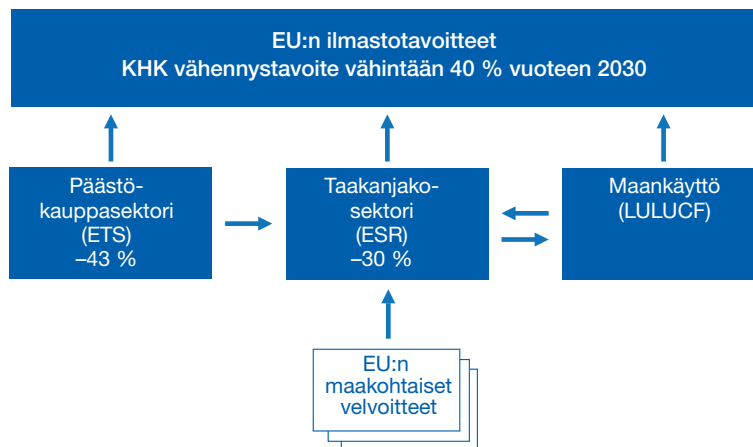 EU:n ilmastotavoitteet
KHK vähennystavoite vähintään 40 % vuoteen 2030
Päästö-
kauppasektori
(ETS)
–43 %
Taakanjako-
sektori
(ESR)
–30 %
Maankäyttö
(LULUCF)
EU:n
maakohtaiset
velvoitteet